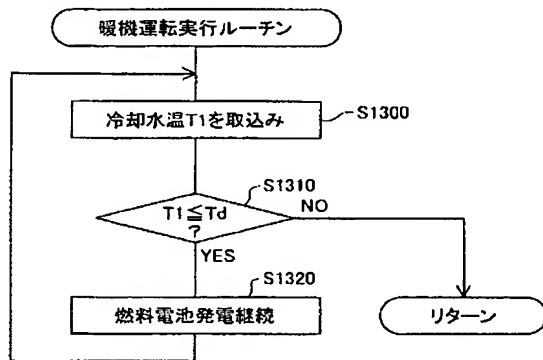 暖機運転実行ルーチン
冷却水温T1を取込み
S1300
T1≦Td
?
S1310
NO
YES
S1320
燃料電池発電継続
リターン